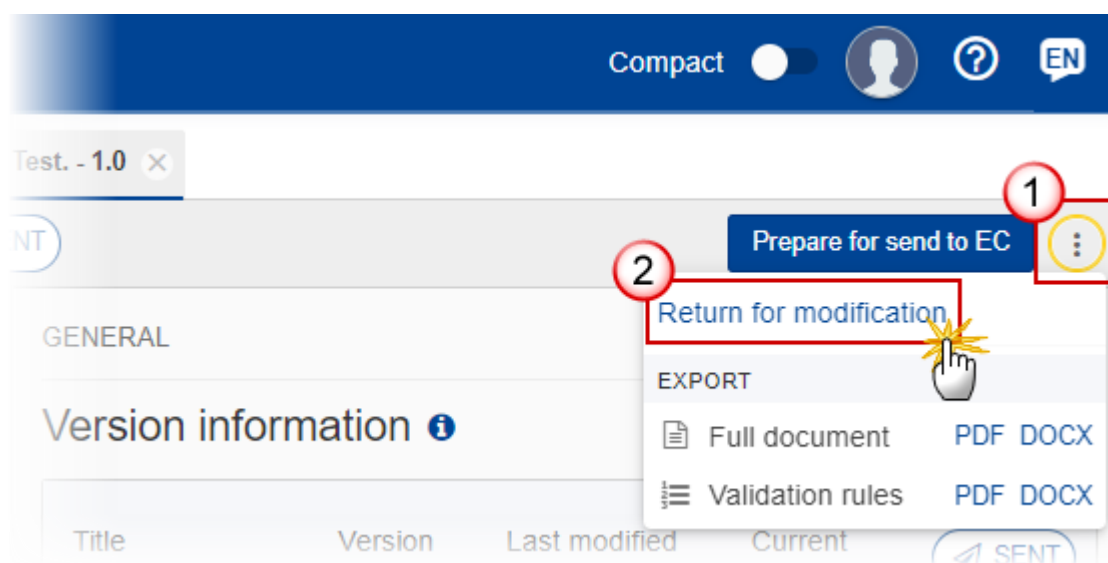 Compact EN
Test. - 1.0
1
NT
Prepare for send to EC
2
Return for modification
GENERAL
EXPORT
Version information
Full document PDF DOCX
Validation rules PDF DOCX
Title Version Last modified Current
SENT